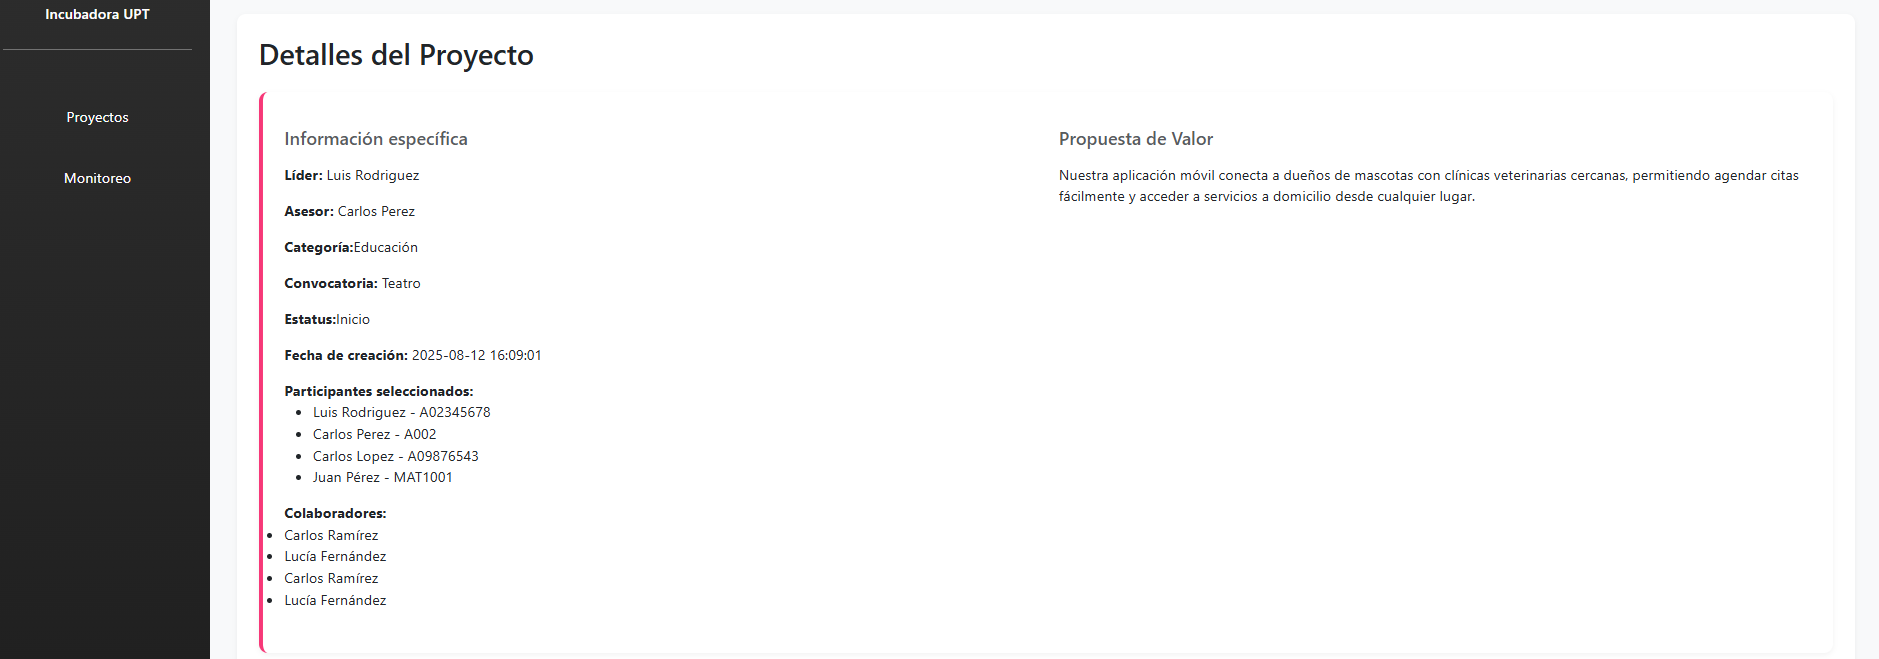 Incubadora UPT
Proyectos
Monitoreo
Detalles del Proyecto
Información específica
Líder: Luis Rodriguez
Asesor: Carlos Perez
Categoría:Educación
Convocatoria: Teatro
Estatus:Inicio
Fecha de creación: 2025-08-12 16:09:01
Participantes seleccionados:
Luis Rodriguez - A02345678
Carlos Perez - A002
Carlos Lopez - A09876543
Juan Pérez - MAT1001
Colaboradores:
Carlos Ramírez
Lucía Fernández
Carlos Ramírez
Lucía Fernández
Propuesta de Valor
Nuestra aplicación móvil conecta a dueños de mascotas con clínicas veterinarias cercanas, permitiendo agendar citas
fácilmente y acceder a servicios a domicilio desde cualquier lugar.